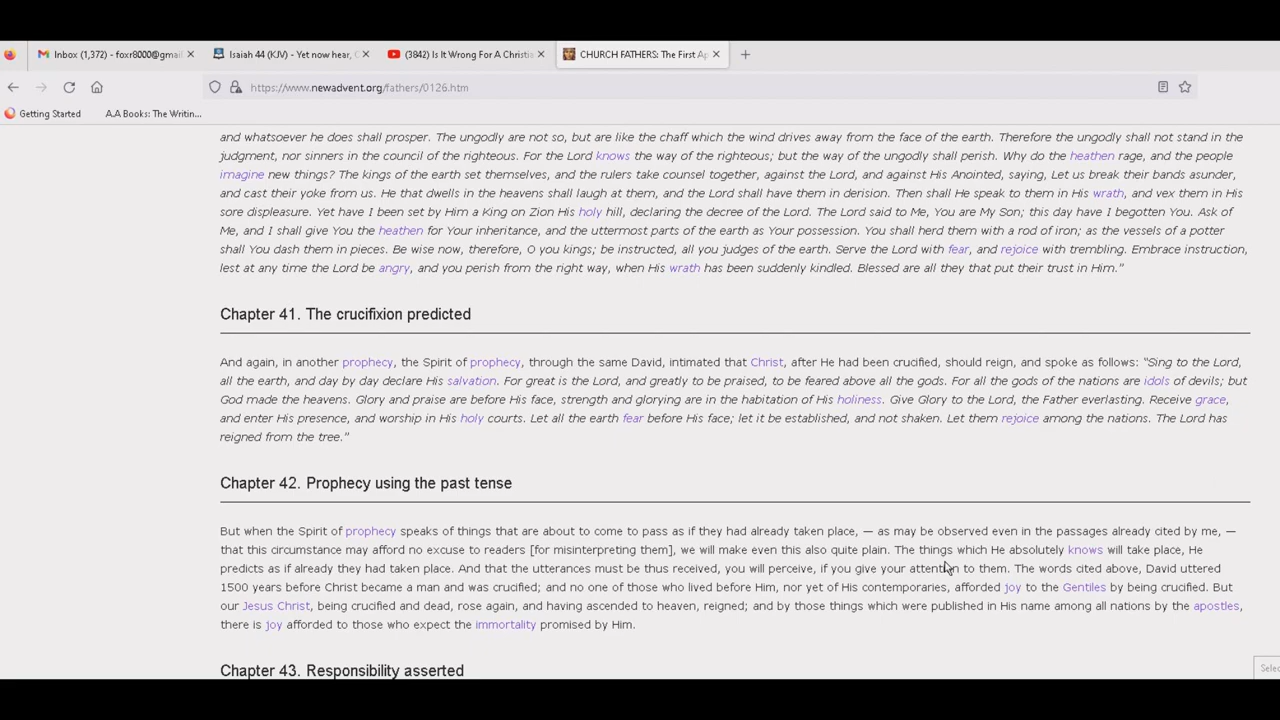 Inbox (1,372) - foxr8000@gmail
Isaiah 44 (KJV) - Yet now hear,
(3842) Is It Wrong For A Christi
CHURCH FATHERS: The First Ap
https://www.newadvent.org/fathers/0126.htm
Getting Started
A,A Books: The Writin...
and whatsoever he does shall prosper. The ungodly are not so, but are like the chaff which the wind drives away from the face of the earth. Therefore the ungodly shall not stand in the
judgment, nor sinners in the council of the righteous. For the Lord knows the way of the righteous; but the way of the ungodly shall perish. Why do the heathen rage, and the people
imagine new things? The kings of the earth set themselves, and the rulers take counsel together, against the Lord, and against His Anointed, saying, Let us break their bands asunder,
and cast their yoke from us. He that dwells in the heavens shall laugh at them, and the Lord shall have them in derision. Then shall He speak to them in His wrath, and vex them in His
sore displeasure. Yet have I been set by Him a King on Zion His holy hill, declaring the decree of the Lord. The Lord said to Me, You are My Son; this day have I begotten You. Ask of
Me, and I shall give You the heathen for Your inheritance, and the uttermost parts of the earth as Your possession. You shall herd them with a rod of iron; as the vessels of a potter
shall You dash them in pieces. Be wise now, therefore, O you kings; be instructed, all you judges of the earth. Serve the Lord with fear, and rejoice with trembling. Embrace instruction,
lest at any time the Lord be angry, and you perish from the right way, when His wrath has been suddenly kindled. Blessed are all they that put their trust in Him.”
Chapter 41. The crucifixion predicted
And again, in another prophecy, the Spirit of prophecy, through the same David, intimated that Christ, after He had been crucified, should reign, and spoke as follows: “Sing to the Lord,
all the earth, and day by day declare His salvation. For great is the Lord, and greatly to be praised, to be feared above all the gods. For all the gods of the nations are idols of devils; but
God made the heavens. Glory and praise are before His face, strength and glorying are in the habitation of His holiness. Give Glory to the Lord, the Father everlasting. Receive grace,
and enter His presence, and worship in His holy courts. Let all the earth fear before His face; let it be established, and not shaken. Let them rejoice among the nations. The Lord has
reigned from the tree.”
Chapter 42. Prophecy using the past tense
But when the Spirit of prophecy speaks of things that are about to come to pass as if they had already taken place, — as may be observed even in the passages already cited by me, —
that this circumstance may afford no excuse to readers [for misinterpreting them], we will make even this also quite plain. The things which He absolutely knows will take place, He
predicts as if already they had taken place. And that the utterances must be thus received, you will perceive, if you give your attention to them. The words cited above, David uttered
1500 years before Christ became a man and was crucified; and no one of those who lived before Him, nor yet of His contemporaries, afforded joy to the Gentiles by being crucified. But
our Jesus Christ, being crucified and dead, rose again, and having ascended to heaven, reigned; and by those things which were published in His name among all nations by the apostles,
there is joy afforded to those who expect the immortality promised by Him.
Chapter 43. Responsibility asserted
Selec